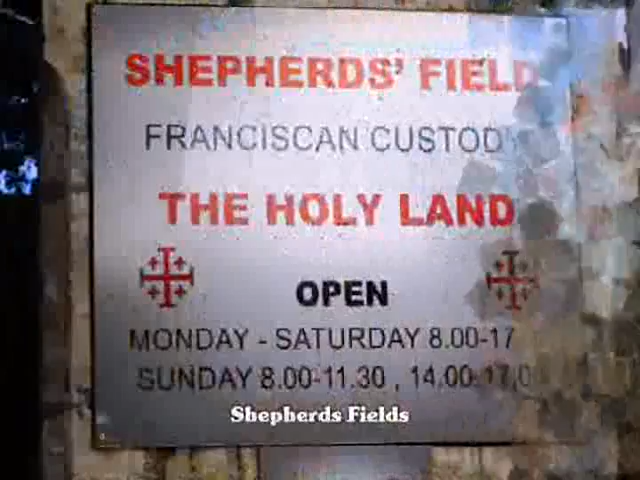 SHEPHERDS' FIELD
FRANCISCAN CUSTODY
THE HOLY LAND
OPEN
MONDAY - SATURDAY 8.00-17
SUNDAY 8.00-11.30 , 14.00-17.0
Shepherds Fields